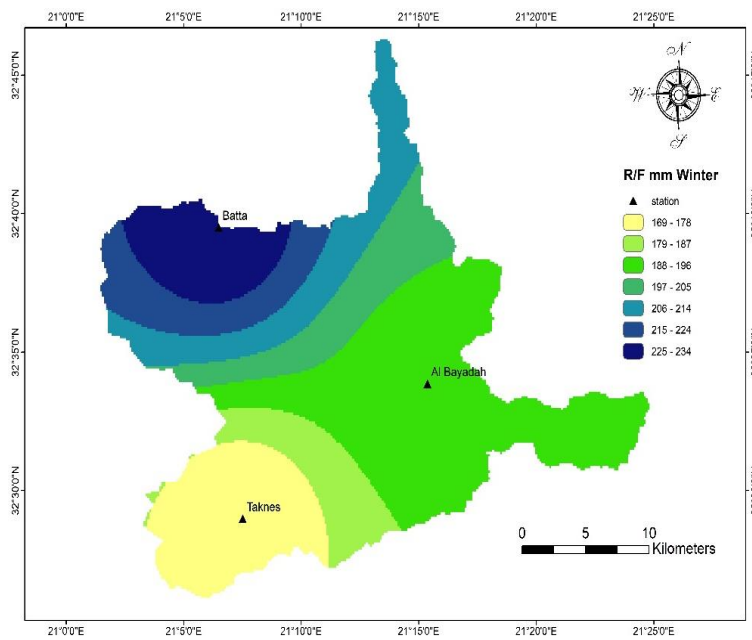 21°0'0"E 21°5'0"E 21°10'0"E 21°15'0"E 21°20'0"E 21°25'0"E
32°45'0"N
32°40'0"N
32°35'0"N
32°30'0"N
N
W E
S
R/F mm Winter
station
169 - 178
179 - 187
188 - 196
197 - 205
206 - 214
215 - 224
225 - 234
Batta
Al Bayadah
Taknes
0 5 10
Kilometers
21°0'0"E 21°5'0"E 21°10'0"E 21°15'0"E 21°20'0"E 21°25'0"E